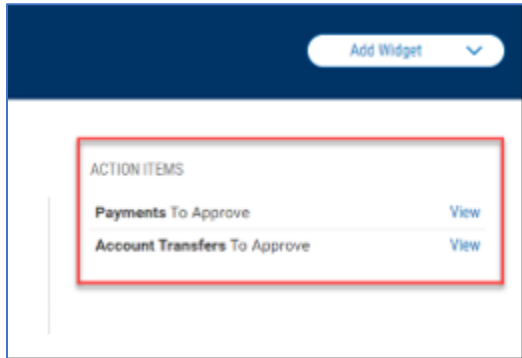 Add Widget
ACTION ITEMS
Payments To Approve View
Account Transfers To Approve View